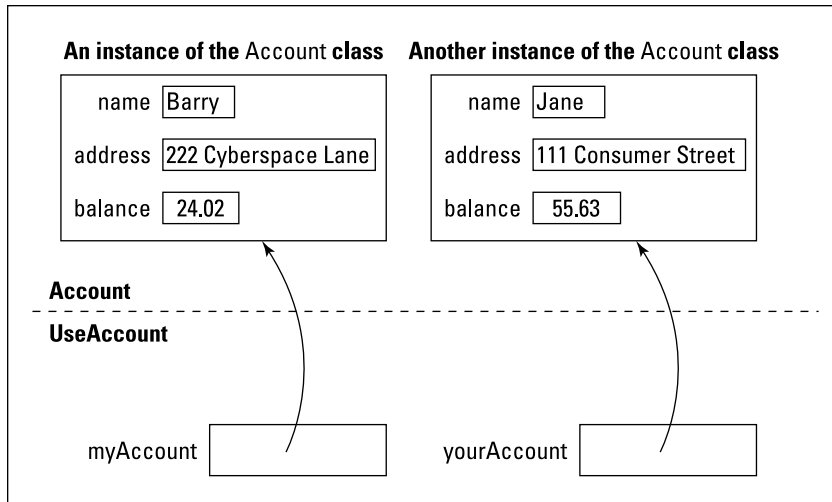 An instance of the Account class
name Barry
address 222 Cyberspace Lane
balance 24.02
Another instance of the Account class
name Jane
address 111 Consumer Street
balance 55.63
Account
UseAccount
myAccount
yourAccount